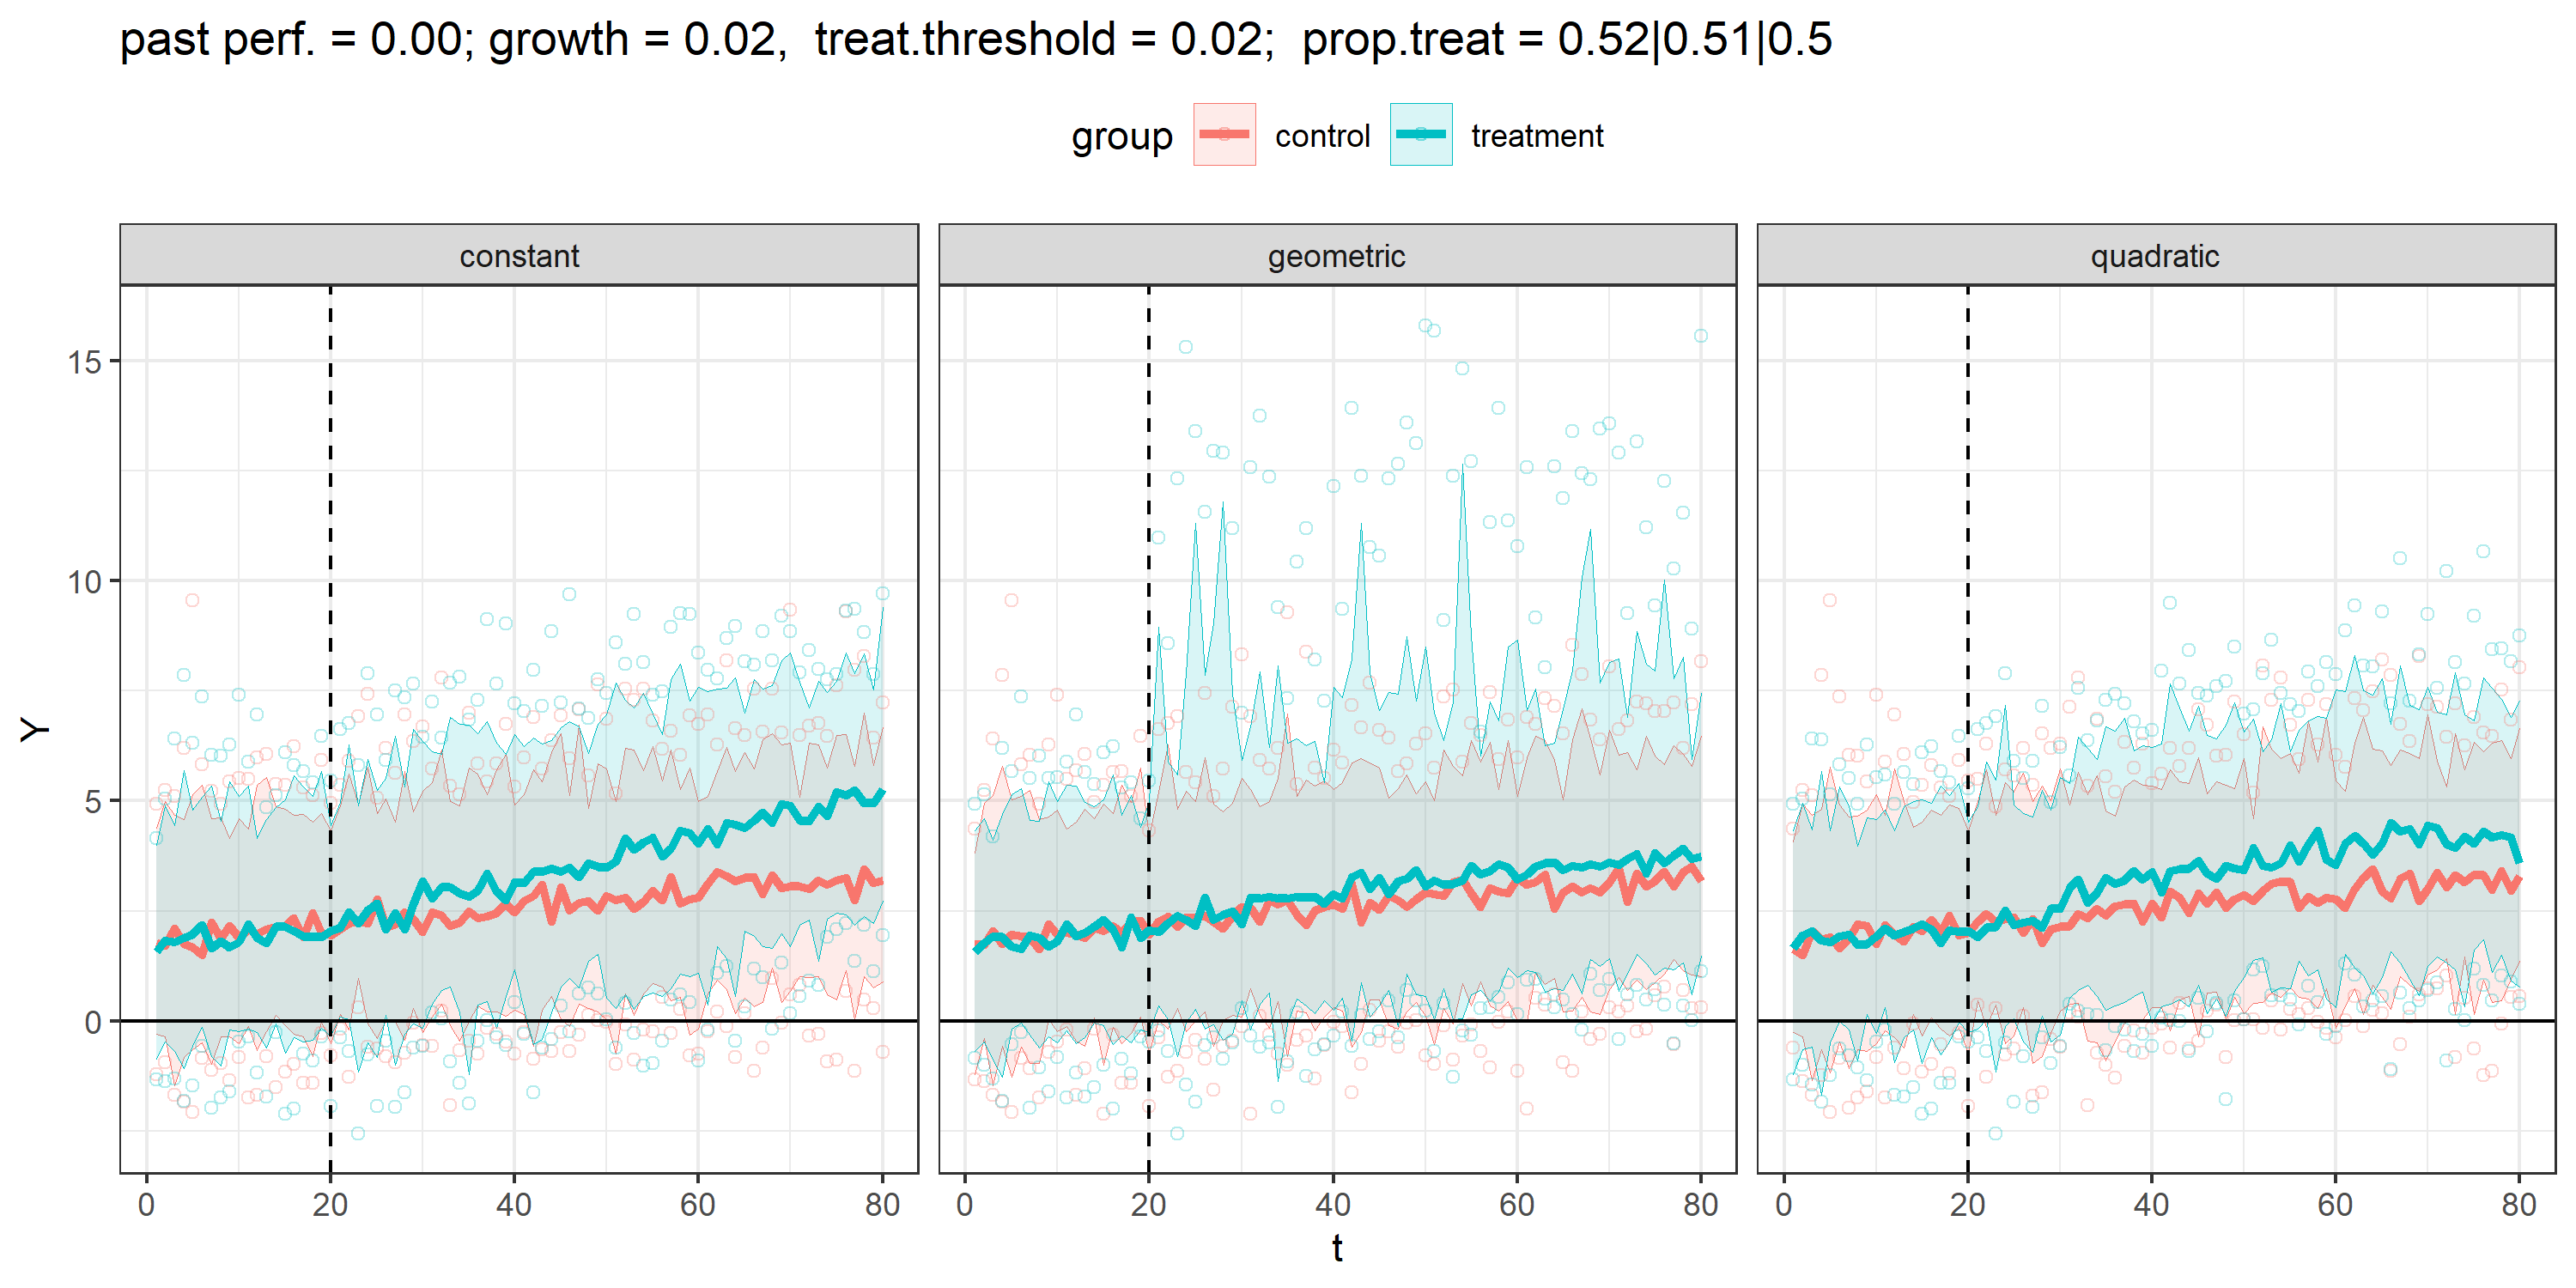 past perf. = 0.00; growth = 0.02,  treat.threshold = 0.02;  prop.treat = 0.52|0.51|0.5
group control treatment
constant geometric quadratic
15
10
5
0
Y
0 20 40 60 80 0 20 40 60 80 0 20 40 60 80
t